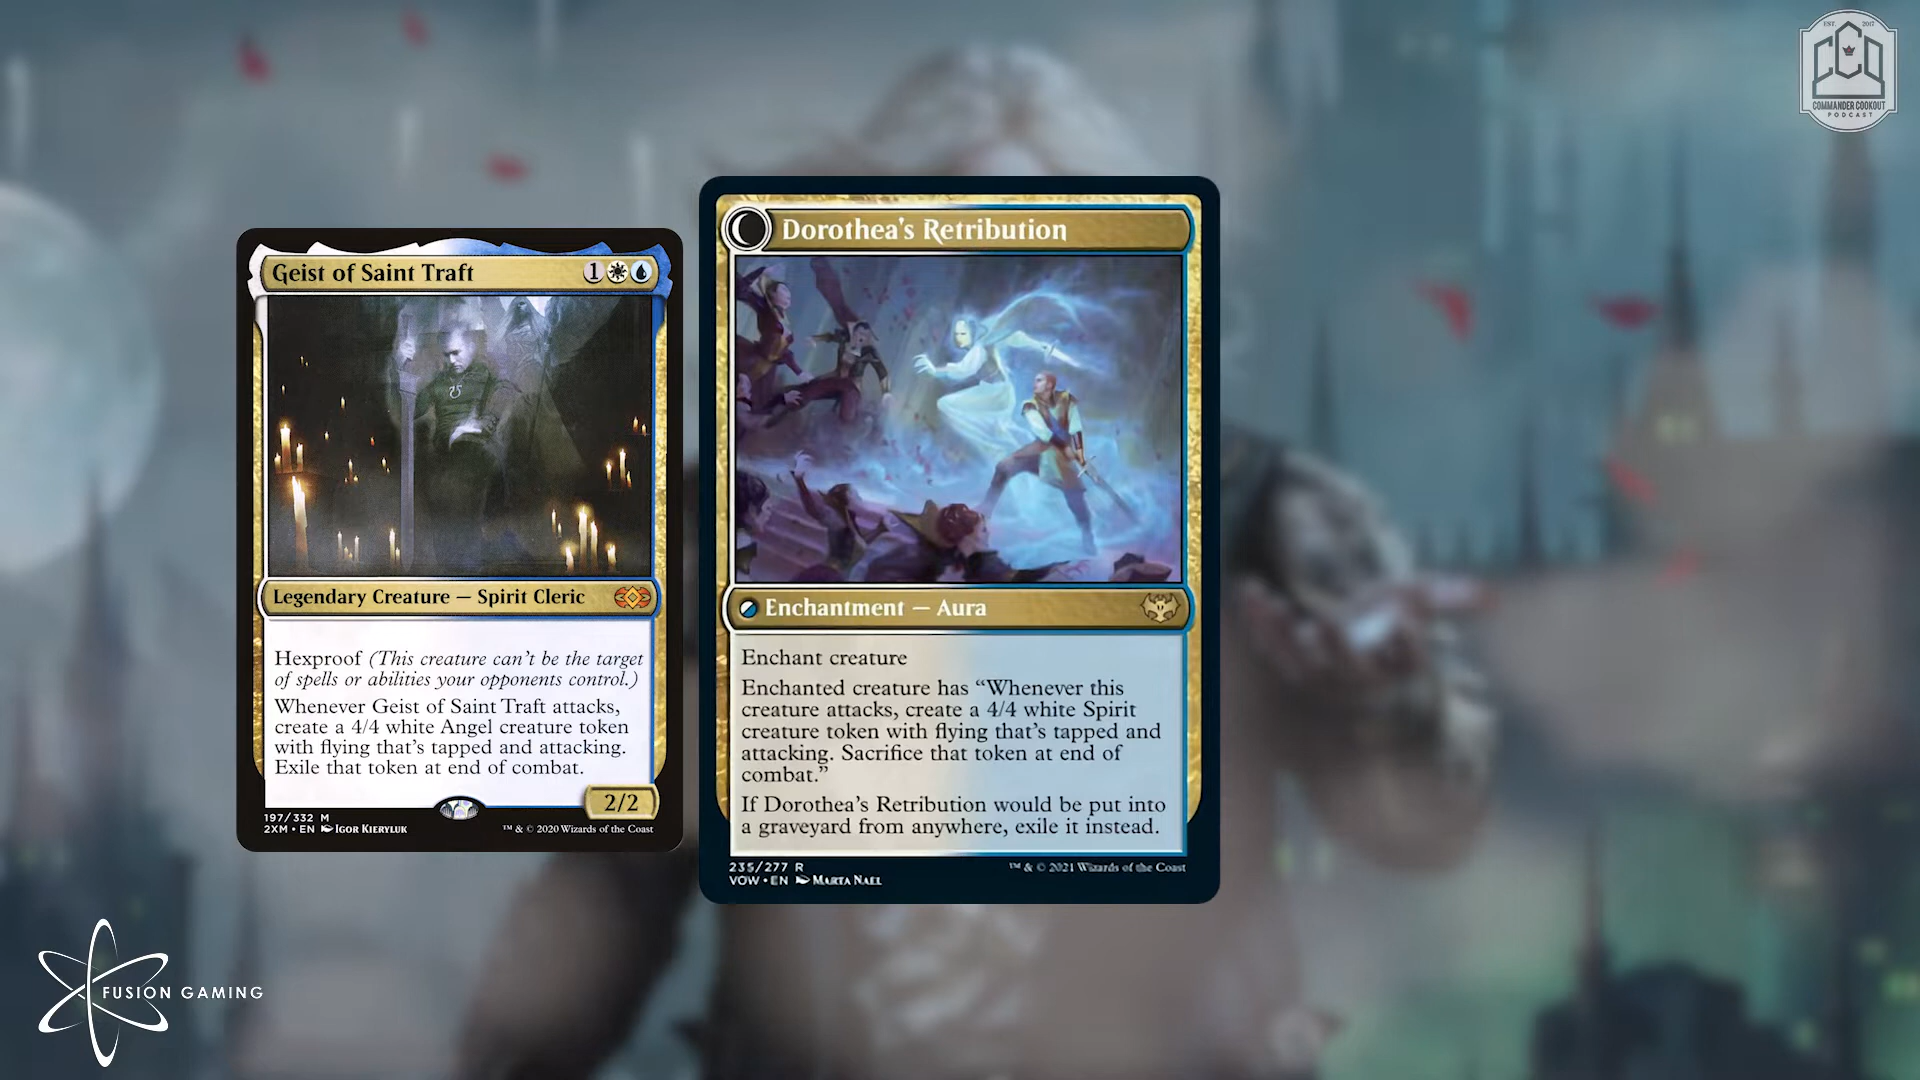 EST. 2017
CCO
COMMANDER COOKOUT
PODCAST
Geist of Saint Traft 1
Legendary Creature — Spirit Cleric
Hexproof (This creature can't be the target
of spells or abilities your opponents control.)
Whenever Geist of Saint Traft attacks,
create a 4/4 white Angel creature token
with flying that's tapped and attacking.
Exile that token at end of combat.
2/2
197/332 M
2XM • EN Igor Kieryluk
™ & © 2020 Wizards of the Coast
Dorothea's Retribution
Enchantment — Aura
Enchant creature
Enchanted creature has “Whenever this
creature attacks, create a 4/4 white Spirit
creature token with flying that's tapped and
attacking. Sacrifice that token at end of
combat.”
If Dorothea's Retribution would be put into
a graveyard from anywhere, exile it instead.
235/277 R
VOW • EN Marta Nael
™ & © 2021 Wizards of the Coast
FUSION GAMING